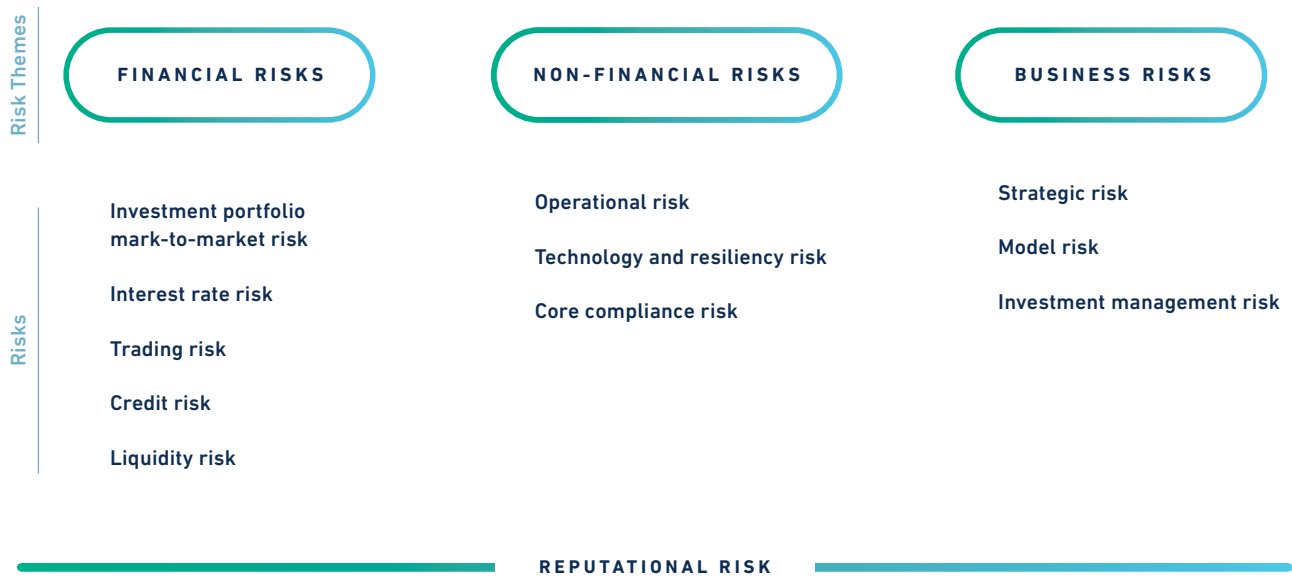 Risk Themes
FINANCIAL RISKS
NON-FINANCIAL RISKS
BUSINESS RISKS
Risks
Investment portfolio
mark-to-market risk
Interest rate risk
Trading risk
Credit risk
Liquidity risk
Operational risk
Technology and resiliency risk
Core compliance risk
Strategic risk
Model risk
Investment management risk
REPUTATIONAL RISK